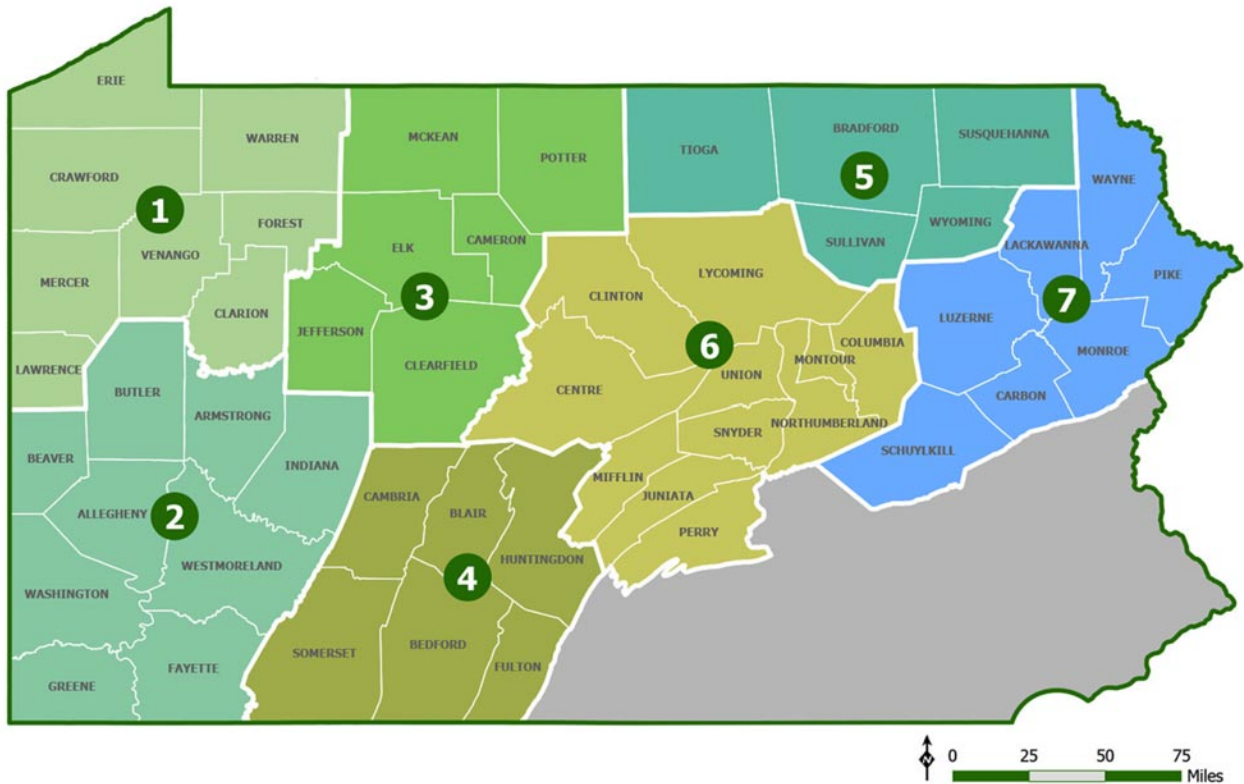 ERIE
WARREN
MCKEAN
POTTER
TIOGA
BRADFORD
SUSQUEHANNA
CRAWFORD
1
5
WAYNE
FOREST
VENANGO
ELK
CAMERON
SULLIVAN
WYOMING
LACKAWANNA
MERCER
LYCOMING
PIKE
CLARION
3
CLINTON
7
JEFFERSON
LUZERNE
LAWRENCE
CLEARFIELD
6
COLUMBIA
MONTOUR
MONROE
BUTLER
CENTRE
UNION
ARMSTRONG
CARBON
SNYDER
NORTHUMBERLAND
BEAVER
INDIANA
SCHUYLKILL
CAMBRIA
MIFFLIN
ALLEGHENY
2
BLAIR
JUNIATA
PERRY
HUNTINGDON
WESTMORELAND
4
WASHINGTON
SOMERSET
BEDFORD
FULTON
FAYETTE
GREENE
N
0 25 50 75
Miles